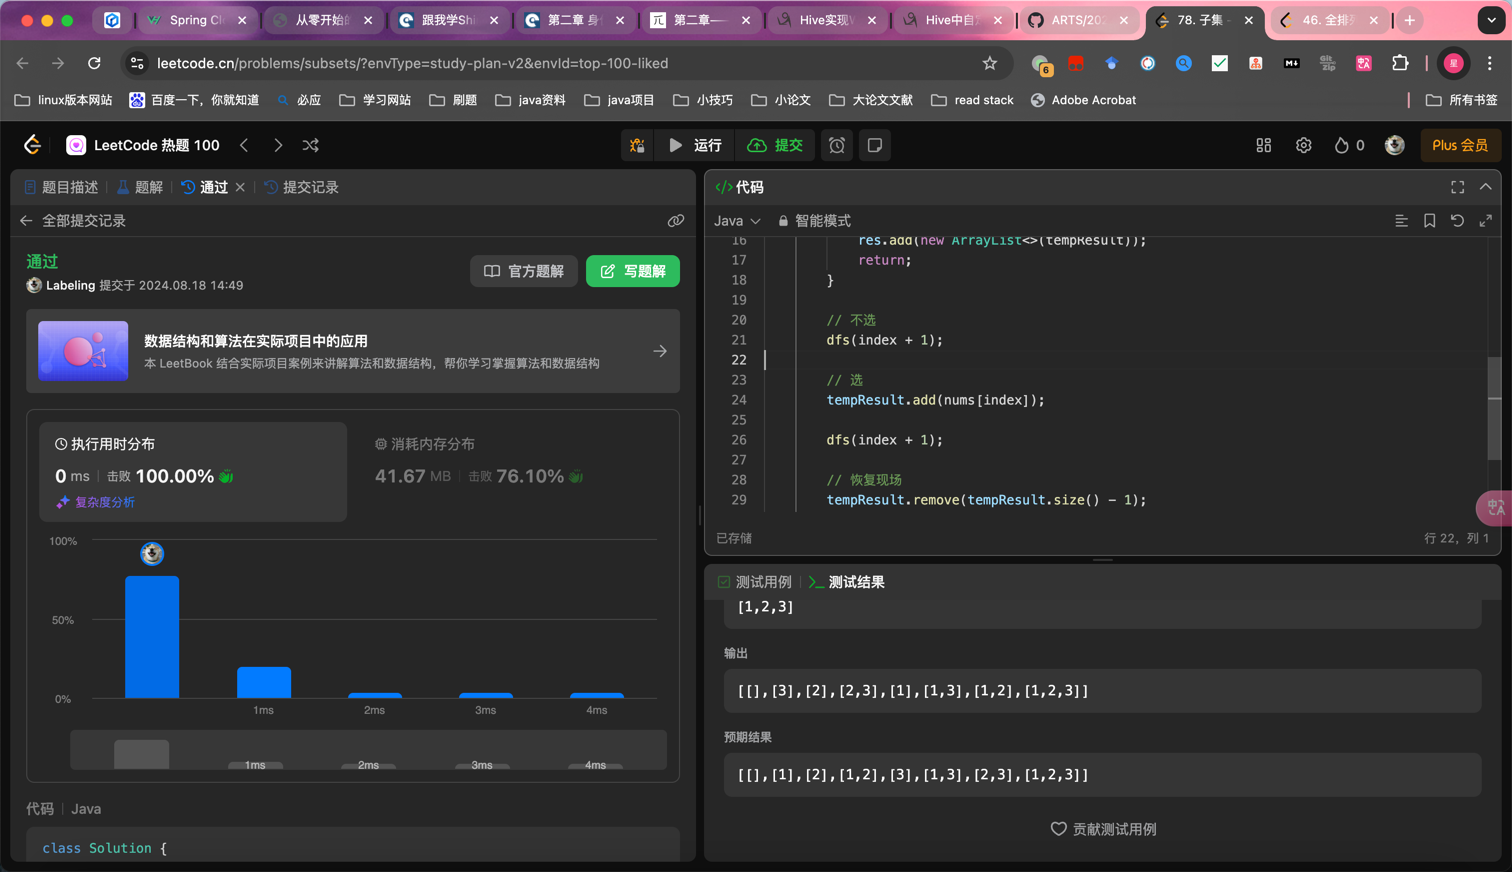 Spring Cl
从零开始的
跟我学Shi
第二章 身
第二章——
Hive实现W
Hive中自定
ARTS/202
78. 子集 -
46. 全排列
leetcode.cn/problems/subsets/?envType=study-plan-v2&envId=top-100-liked
6
M↓
Git
zip
星
linux版本网站
百度一下，你就知道
必应
学习网站
刷题
java资料
java项目
小技巧
小论文
大论文文献
read stack
Adobe Acrobat
所有书签
LeetCode 热题 100
运行
提交
0
Plus 会员
题目描述
题解
通过
提交记录
全部提交记录
通过
官方题解
写题解
Labeling 提交于 2024.08.18 14:49
数据结构和算法在实际项目中的应用
本 LeetBook 结合实际项目案例来讲解算法和数据结构，帮你学习掌握算法和数据结构
执行用时分布
0 ms 击败 100.00%
复杂度分析
消耗内存分布
41.67 MB 击败 76.10%
100%
50%
0%
1ms
2ms
3ms
4ms
1ms
2ms
3ms
4ms
代码 Java
class Solution {
</> 代码
Java
智能模式
16 res.add(new ArrayList<>(tempResult));
17 return;
18 }
19
20 // 不选
21 dfs(index + 1);
22
23 // 选
24 tempResult.add(nums[index]);
25
26 dfs(index + 1);
27
28 // 恢复现场
29 tempResult.remove(tempResult.size() - 1);
已存储
行 22, 列 1
测试用例
>_ 测试结果
[1,2,3]
输出
[[],[3],[2],[2,3],[1],[1,3],[1,2],[1,2,3]]
预期结果
[[],[1],[2],[1,2],[3],[1,3],[2,3],[1,2,3]]
贡献测试用例